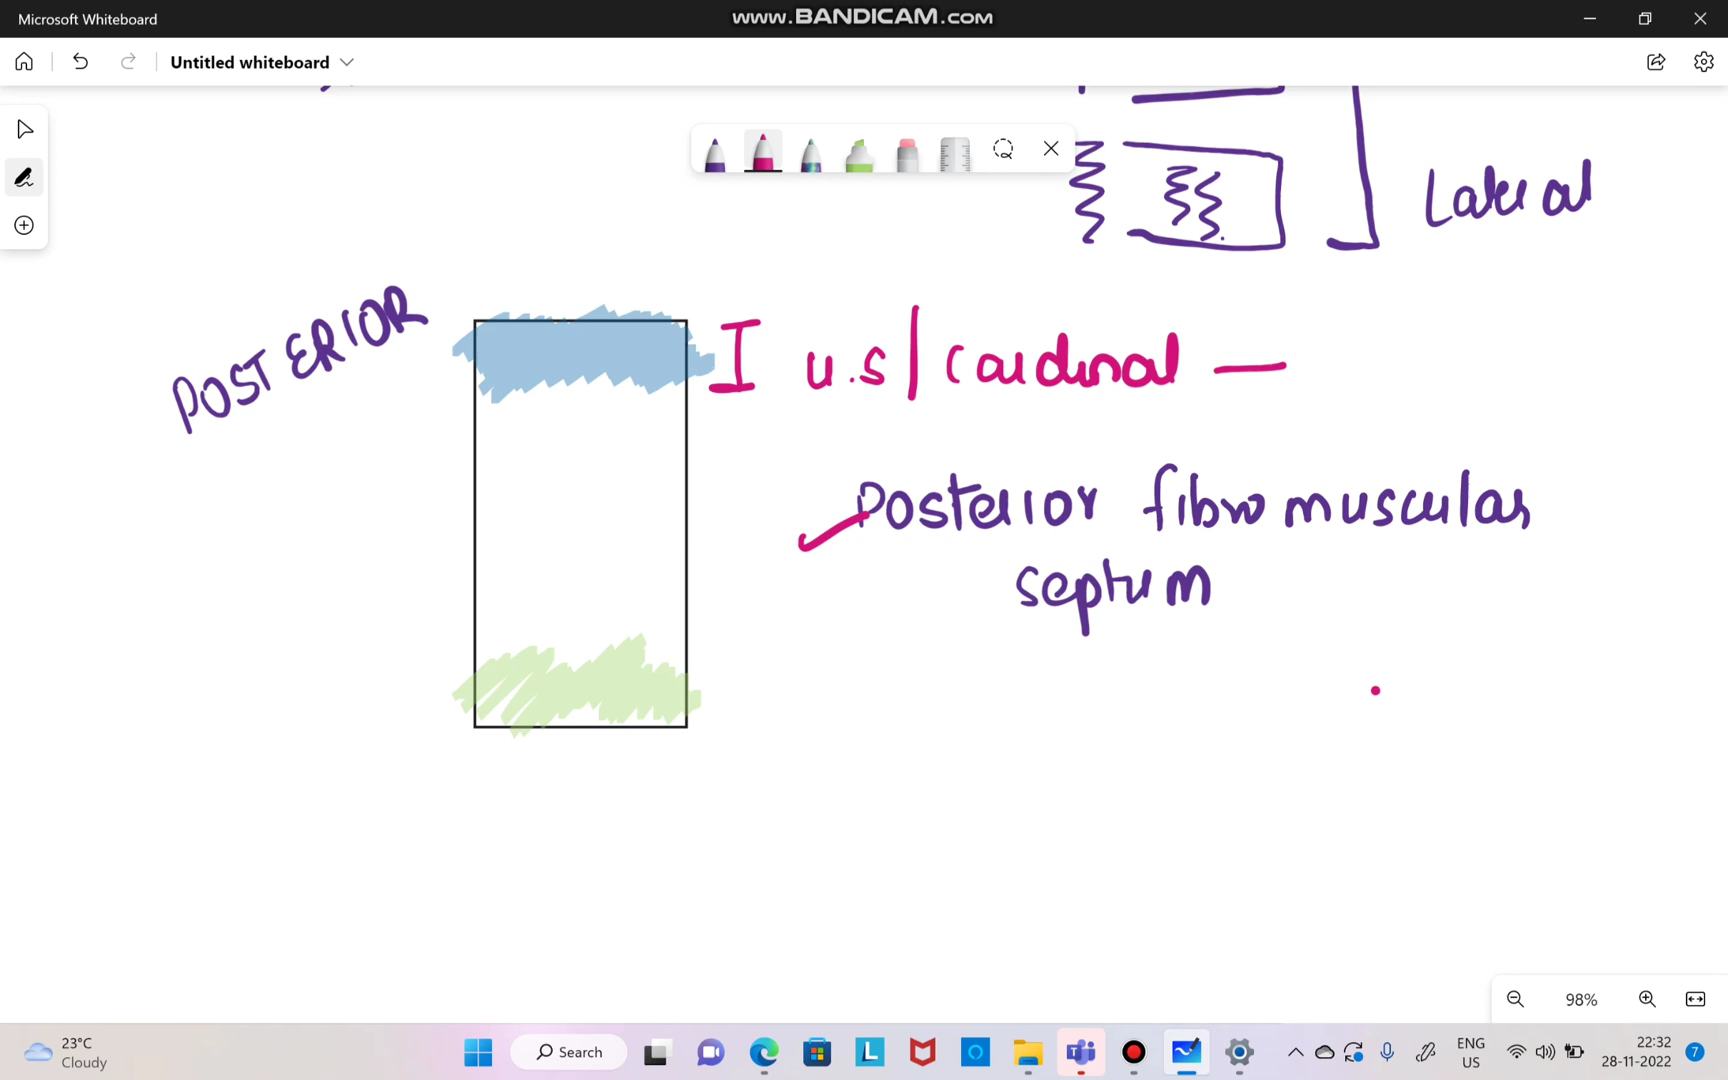 Microsoft Whiteboard
www.BANDICAM.com
Untitled whiteboard
Lateral
POSTERIOR
I u.s/cardinal —
Posterior fibromuscular
septum
98%
23°C
Cloudy
Search
ENG
US
22:32
28-11-2022
7